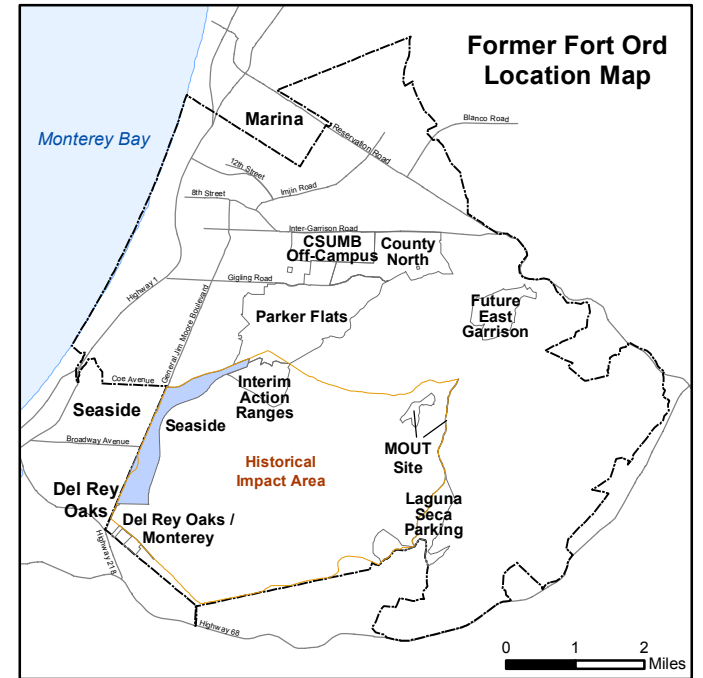 Former Fort Ord
Location Map
Marina
Blanco Road
Reservation Road
Monterey Bay
12th Street
Imjin Road
8th Street
Inter-Garrison Road
CSUMB
Off-Campus
County
North
Gigling Road
Highway 1
General Jim Moore Boulevard
Parker Flats
Future
East
Garrison
Coe Avenue
Interim
Action
Ranges
Seaside
Seaside
Broadway Avenue
MOUT
Site
Historical
Impact Area
Del Rey
Oaks
Laguna
Seca
Parking
Del Rey Oaks /
Monterey
Highway 218
Highway 68
0 1 2
Miles